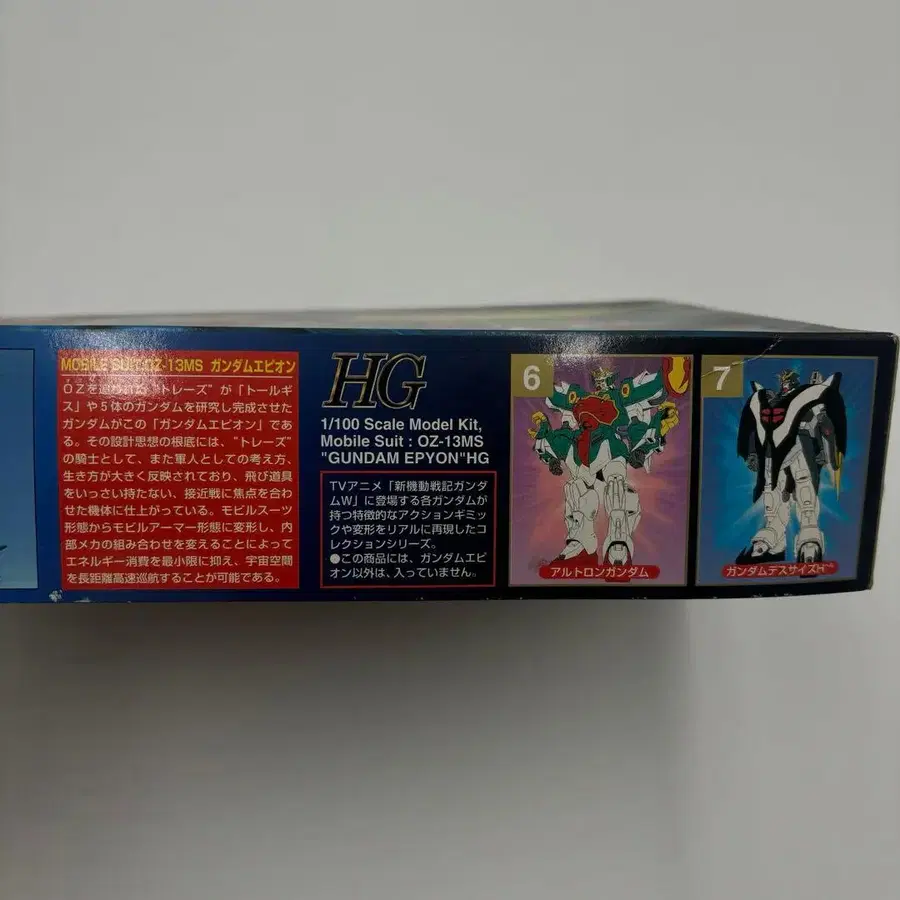 MOBILE SUIT:OZ-13MS ガンダムエピオン
OZを追われる"トレーズ"が「トールギ
ス」や5体のガンダムを研究し完成させた
ガンダムがこの「ガンダムエピオン」であ
る。その設計思想の根底には、"トレーズ"
の騎士として、また軍人としての考え方、
生き方が大きく反映されており、飛び道具
をいっさい持たない、接近戦に焦点を合わ
せた機体に仕上がっている。モビルスーツ
形態からモビルアーマー形態に変形し、内
部メカの組み合わせを変えることによって
エネルギー消費を最小限に抑え、宇宙空間
を長距離高速巡航することが可能である。
HG
1/100 Scale Model Kit,
Mobile Suit : OZ-13MS
"GUNDAM EPYON"HG
TVアニメ「新機動戦記ガンダ
ムW」に登場する各ガンダムが
持つ特徴的なアクションギミッ
クや変形をリアルに再現したコ
レクションシリーズ。
●この商品には、ガンダムエピ
オン以外は、入っていません。
6
アルトロンガンダム
7
ガンダムデスサイズH